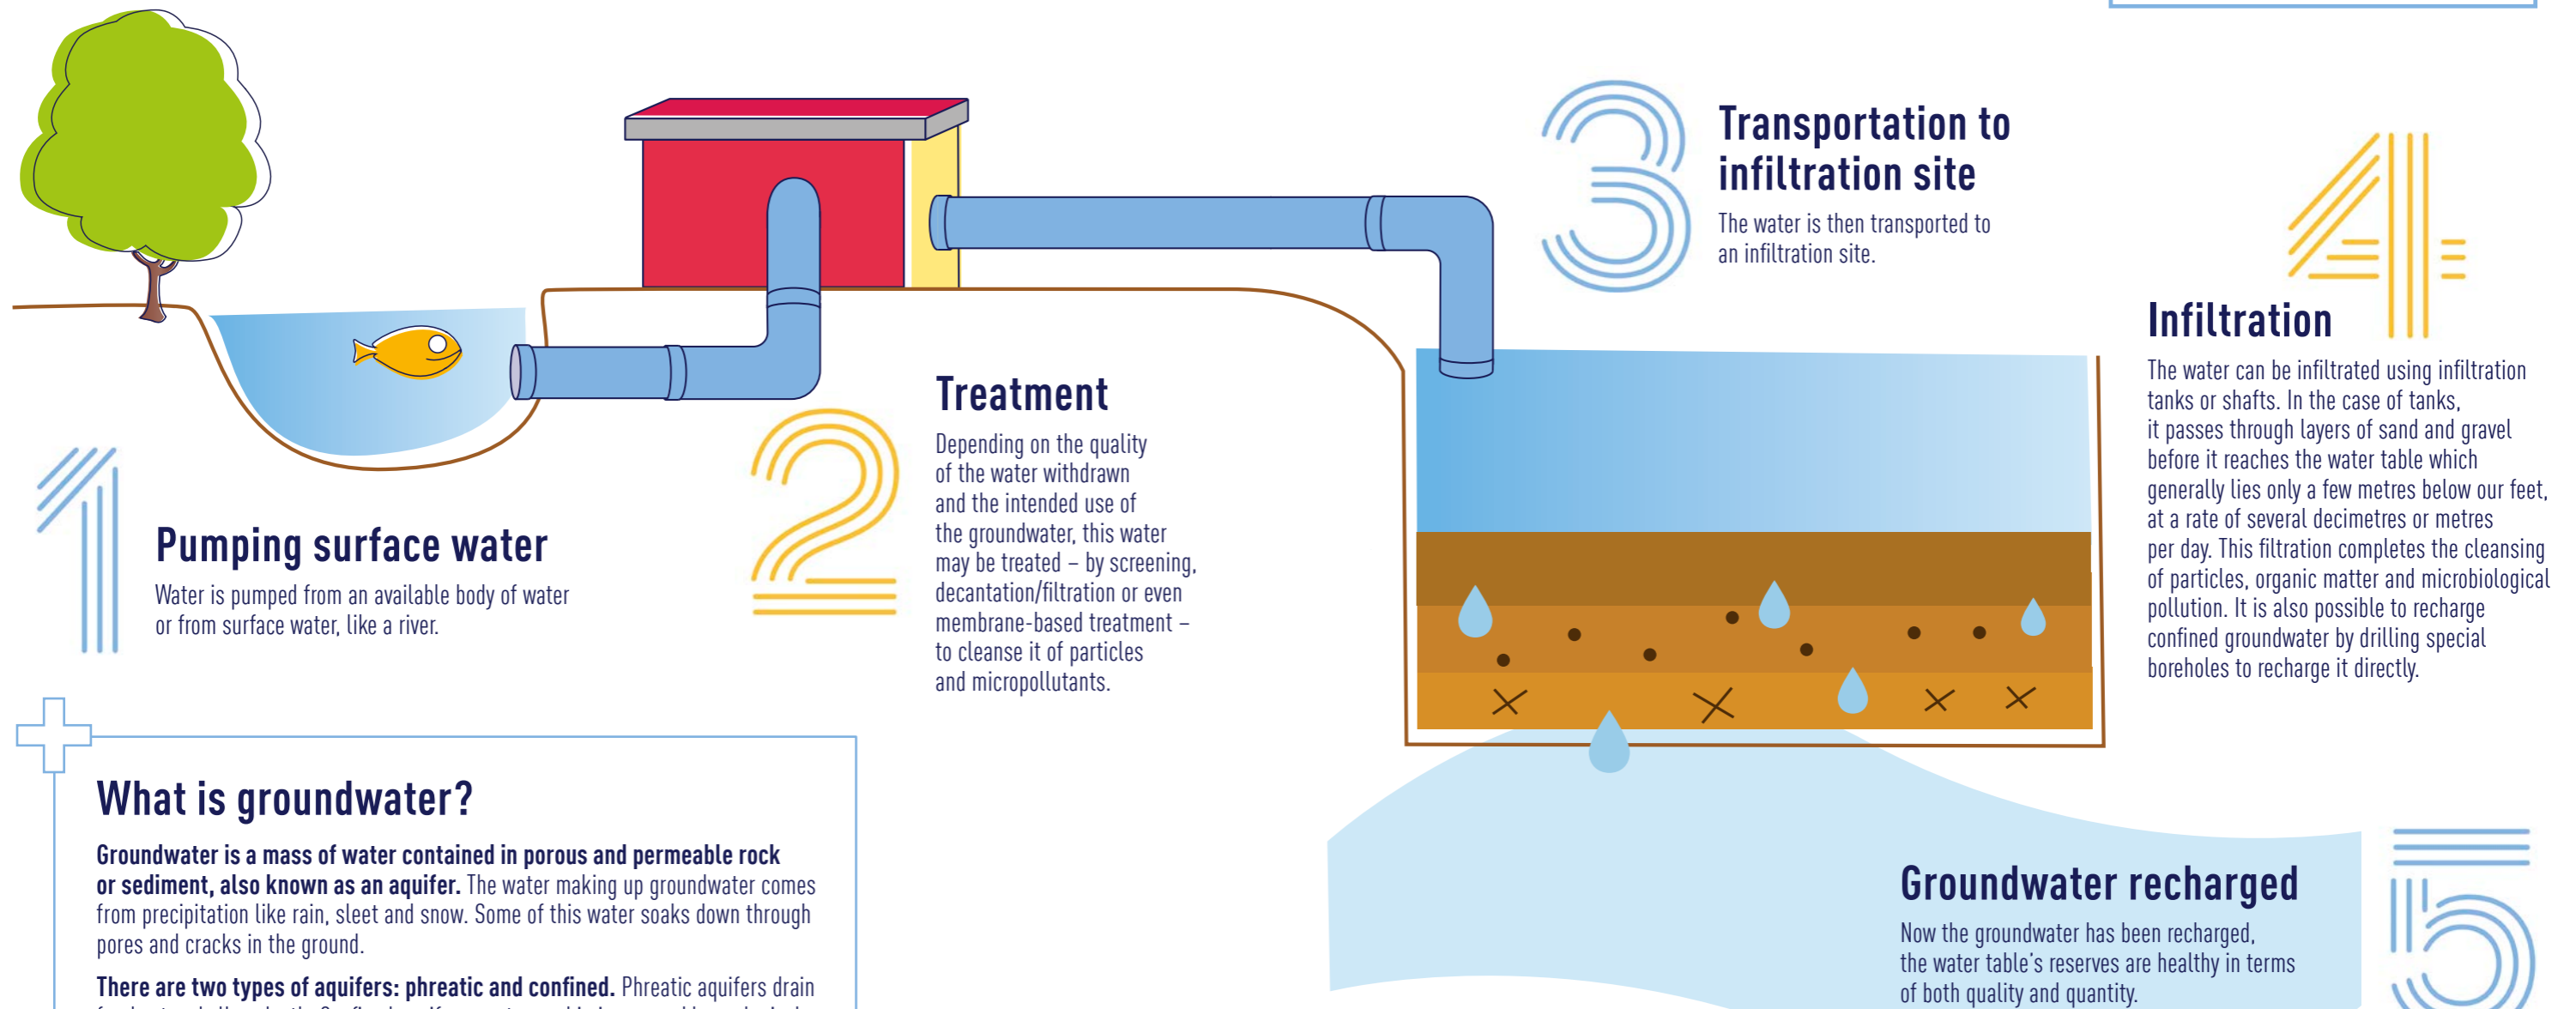 1
Pumping surface water
Water is pumped from an available body of water
or from surface water, like a river.
2
Treatment
Depending on the quality
of the water withdrawn
and the intended use of
the groundwater, this water
may be treated – by screening,
decantation/filtration or even
membrane-based treatment –
to cleanse it of particles
and micropollutants.
3
Transportation to
infiltration site
The water is then transported to
an infiltration site.
4
Infiltration
The water can be infiltrated using infiltration
tanks or shafts. In the case of tanks,
it passes through layers of sand and gravel
before it reaches the water table which
generally lies only a few metres below our feet,
at a rate of several decimetres or metres
per day. This filtration completes the cleansing
of particles, organic matter and microbiological
pollution. It is also possible to recharge
confined groundwater by drilling special
boreholes to recharge it directly.
5
Groundwater recharged
Now the groundwater has been recharged,
the water table's reserves are healthy in terms
of both quality and quantity.
What is groundwater?
Groundwater is a mass of water contained in porous and permeable rock
or sediment, also known as an aquifer. The water making up groundwater comes
from precipitation like rain, sleet and snow. Some of this water soaks down through
pores and cracks in the ground.
There are two types of aquifers: phreatic and confined. Phreatic aquifers drain